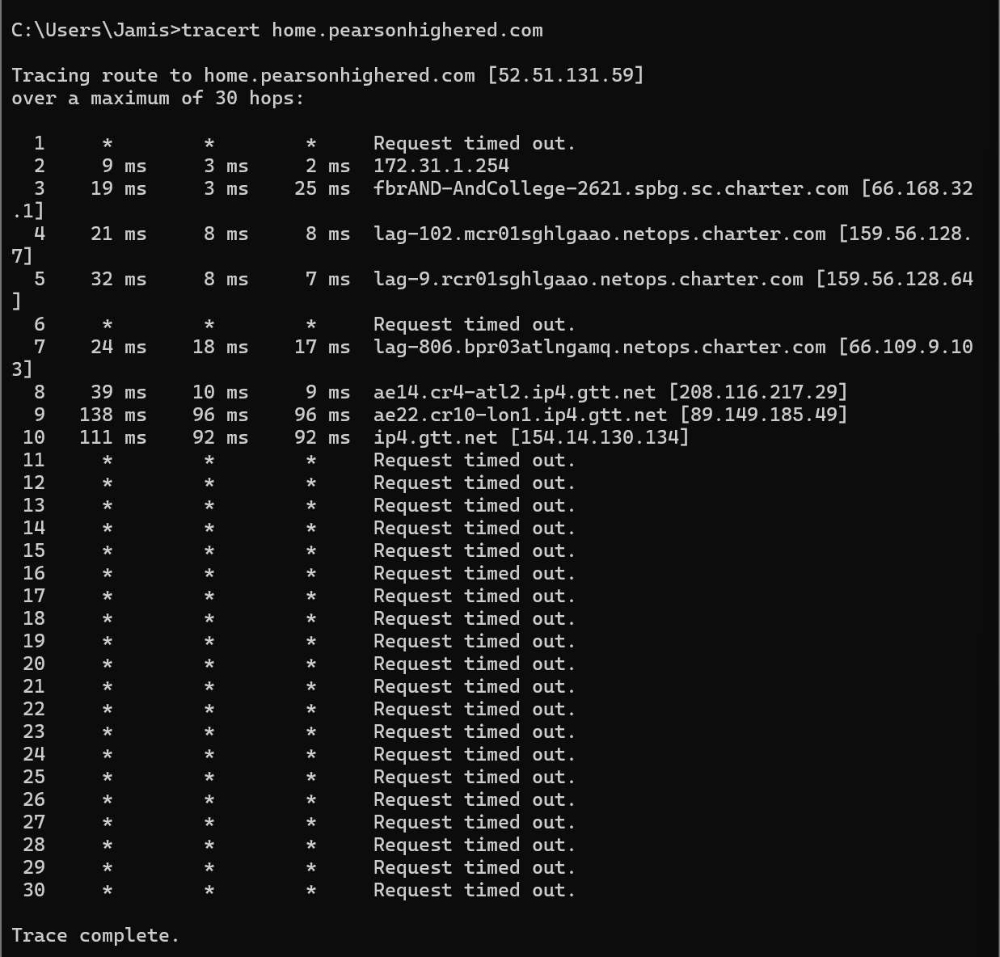 C:\Users\Jamis>tracert home.pearsonhighered.com
Tracing route to home.pearsonhighered.com [52.51.131.59]
over a maximum of 30 hops:
1 * * * Request timed out.
2 9 ms 3 ms 2 ms 172.31.1.254
3 19 ms 3 ms 25 ms fbrAND-AndCollege-2621.spbg.sc.charter.com [66.168.32
.1]
4 21 ms 8 ms 8 ms lag-102.mcr01sghlgaao.netops.charter.com [159.56.128.
7]
5 32 ms 8 ms 7 ms lag-9.rcr01sghlgaao.netops.charter.com [159.56.128.64
]
6 * * * Request timed out.
7 24 ms 18 ms 17 ms lag-806.bpr03atlngamq.netops.charter.com [66.109.9.10
3]
8 39 ms 10 ms 9 ms ae14.cr4-atl2.ip4.gtt.net [208.116.217.29]
9 138 ms 96 ms 96 ms ae22.cr10-lon1.ip4.gtt.net [89.149.185.49]
10 111 ms 92 ms 92 ms ip4.gtt.net [154.14.130.134]
11 * * * Request timed out.
12 * * * Request timed out.
13 * * * Request timed out.
14 * * * Request timed out.
15 * * * Request timed out.
16 * * * Request timed out.
17 * * * Request timed out.
18 * * * Request timed out.
19 * * * Request timed out.
20 * * * Request timed out.
21 * * * Request timed out.
22 * * * Request timed out.
23 * * * Request timed out.
24 * * * Request timed out.
25 * * * Request timed out.
26 * * * Request timed out.
27 * * * Request timed out.
28 * * * Request timed out.
29 * * * Request timed out.
30 * * * Request timed out.
Trace complete.